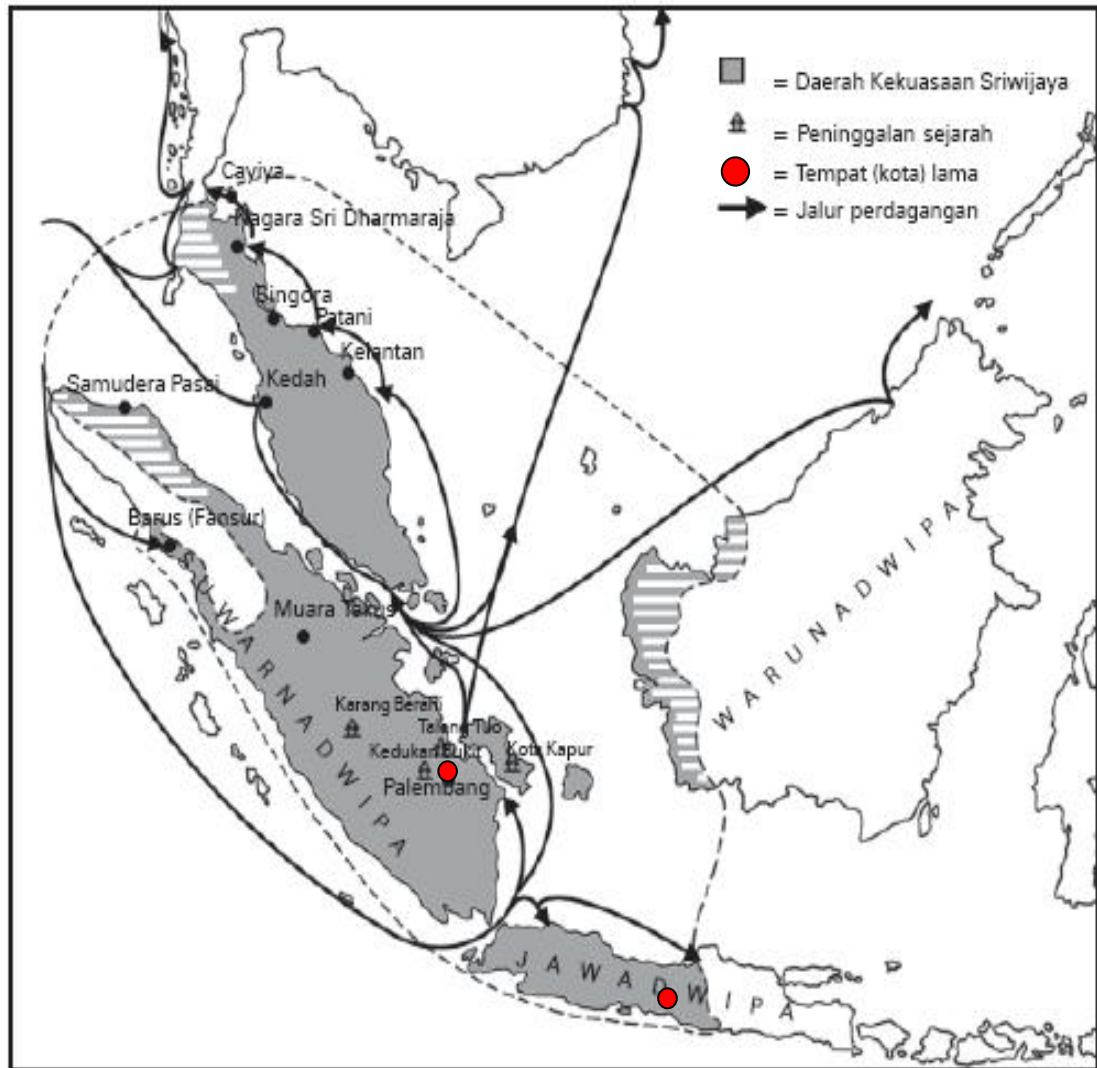 = Daerah Kekuasaan Sriwijaya
= Peninggalan sejarah
= Tempat (kota) lama
= Jalur perdagangan
Cayiya
Nagara Sri Dharmaraja
Singora
Patani
Kelantan
Samudera Pasai
Kedah
Barus (Fansur)
Muara Takus
SUWARNADWIPA
WARUNADWIPA
Karang Berahi
Talang Tuo
Kedukan Bukit
Kota Kapur
Palembang
JAWADWIPA